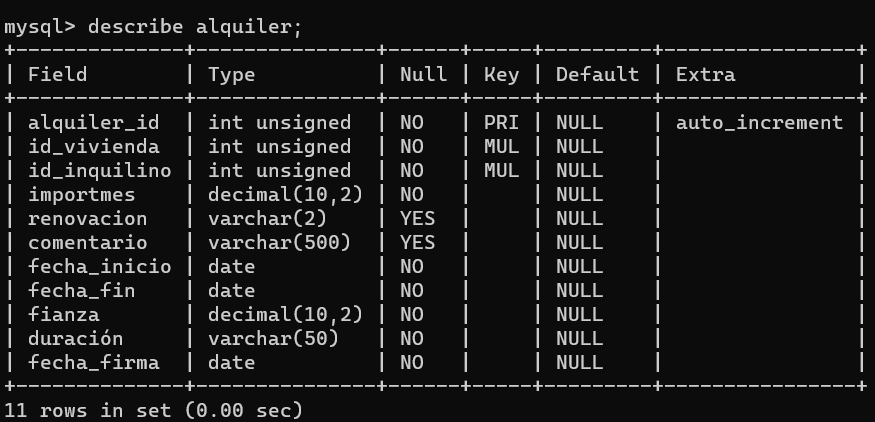 mysql> describe alquiler;
+--------------+---------------+------+-----+---------+----------------+
| Field        | Type          | Null | Key | Default | Extra          |
+--------------+---------------+------+-----+---------+----------------+
| alquiler_id  | int unsigned  | NO   | PRI | NULL    | auto_increment |
| id_vivienda  | int unsigned  | NO   | MUL | NULL    |                |
| id_inquilino | int unsigned  | NO   | MUL | NULL    |                |
| importmes    | decimal(10,2) | NO   |     | NULL    |                |
| renovacion   | varchar(2)    | YES  |     | NULL    |                |
| comentario   | varchar(500)  | YES  |     | NULL    |                |
| fecha_inicio | date          | NO   |     | NULL    |                |
| fecha_fin    | date          | NO   |     | NULL    |                |
| fianza       | decimal(10,2) | NO   |     | NULL    |                |
| duración     | varchar(50)   | NO   |     | NULL    |                |
| fecha_firma  | date          | NO   |     | NULL    |                |
+--------------+---------------+------+-----+---------+----------------+
11 rows in set (0.00 sec)